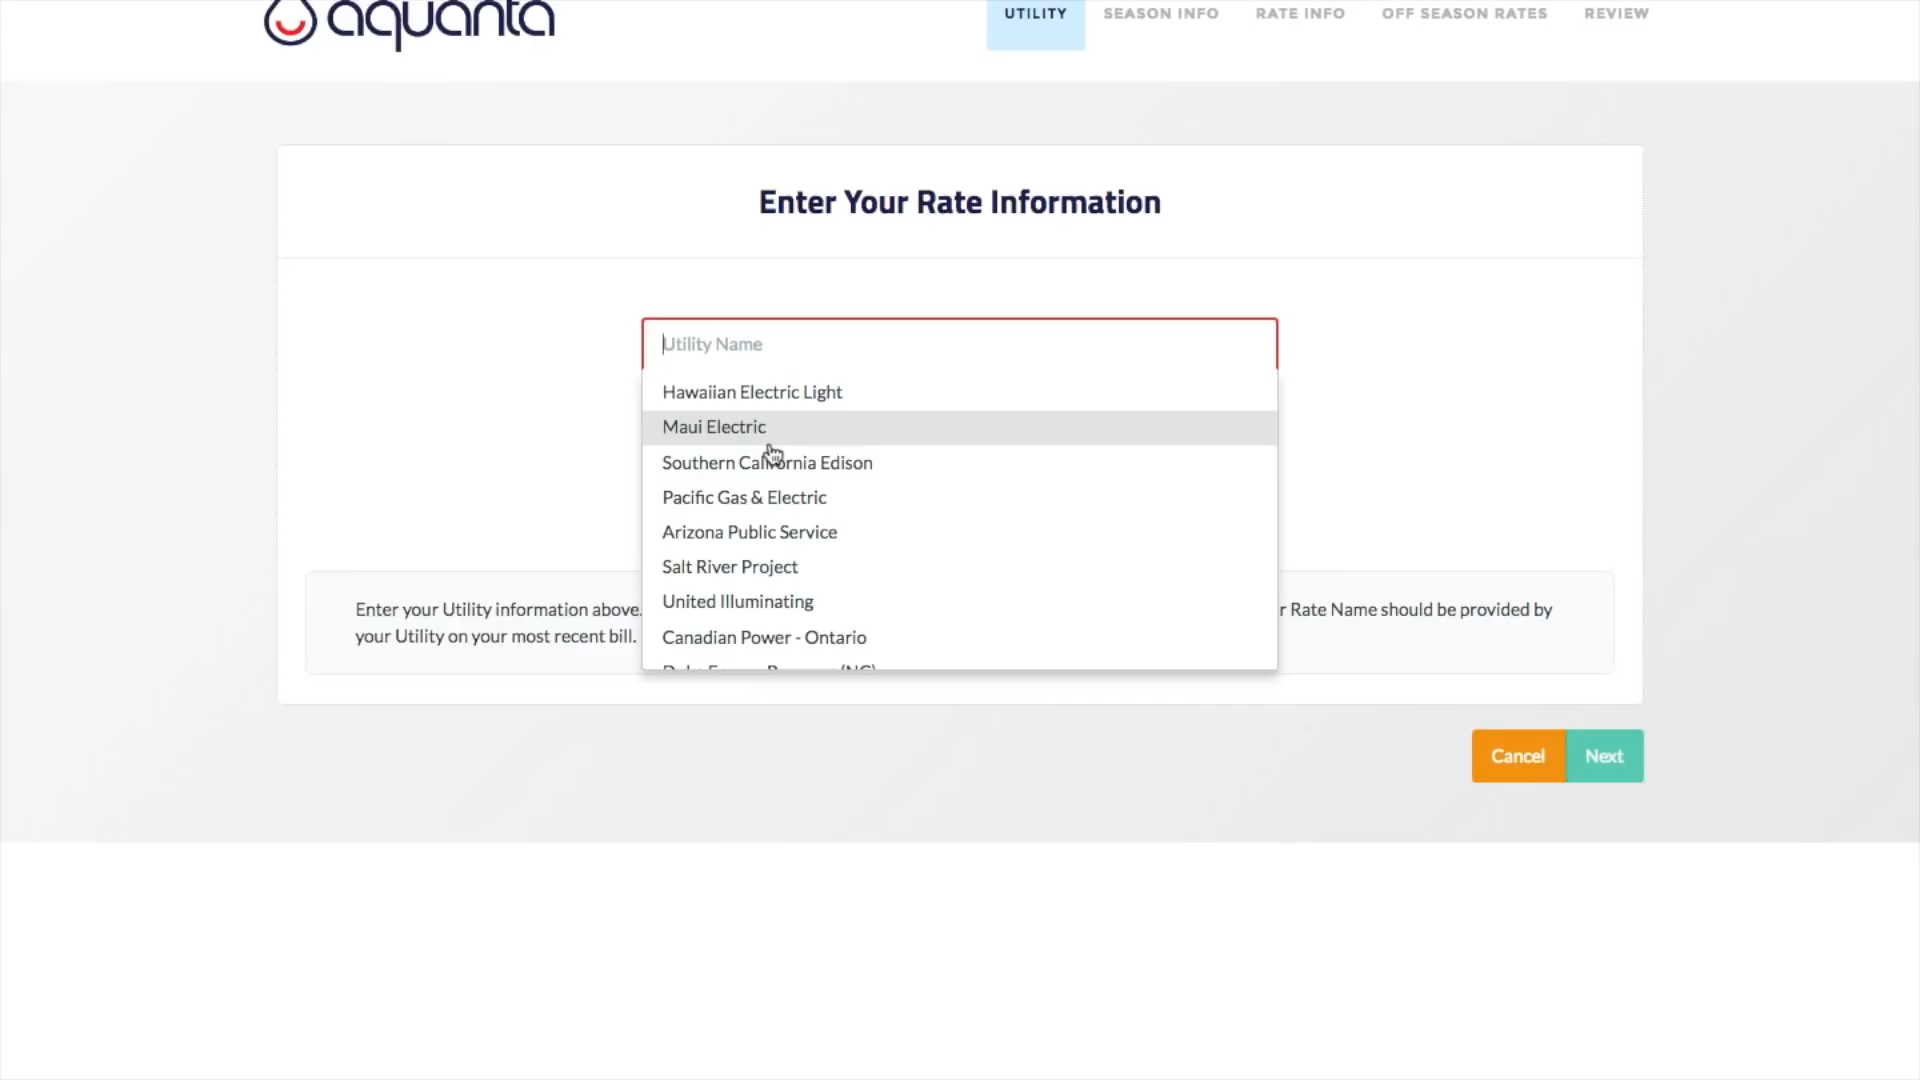 aquanta
UTILITY SEASON INFO RATE INFO OFF SEASON RATES REVIEW
Enter Your Rate Information
Utility Name
Hawaiian Electric Light
Maui Electric
Southern California Edison
Pacific Gas & Electric
Arizona Public Service
Salt River Project
United Illuminating
Canadian Power - Ontario
(NC)
Enter your Utility information above. r Rate Name should be provided by
your Utility on your most recent bill.
Cancel Next